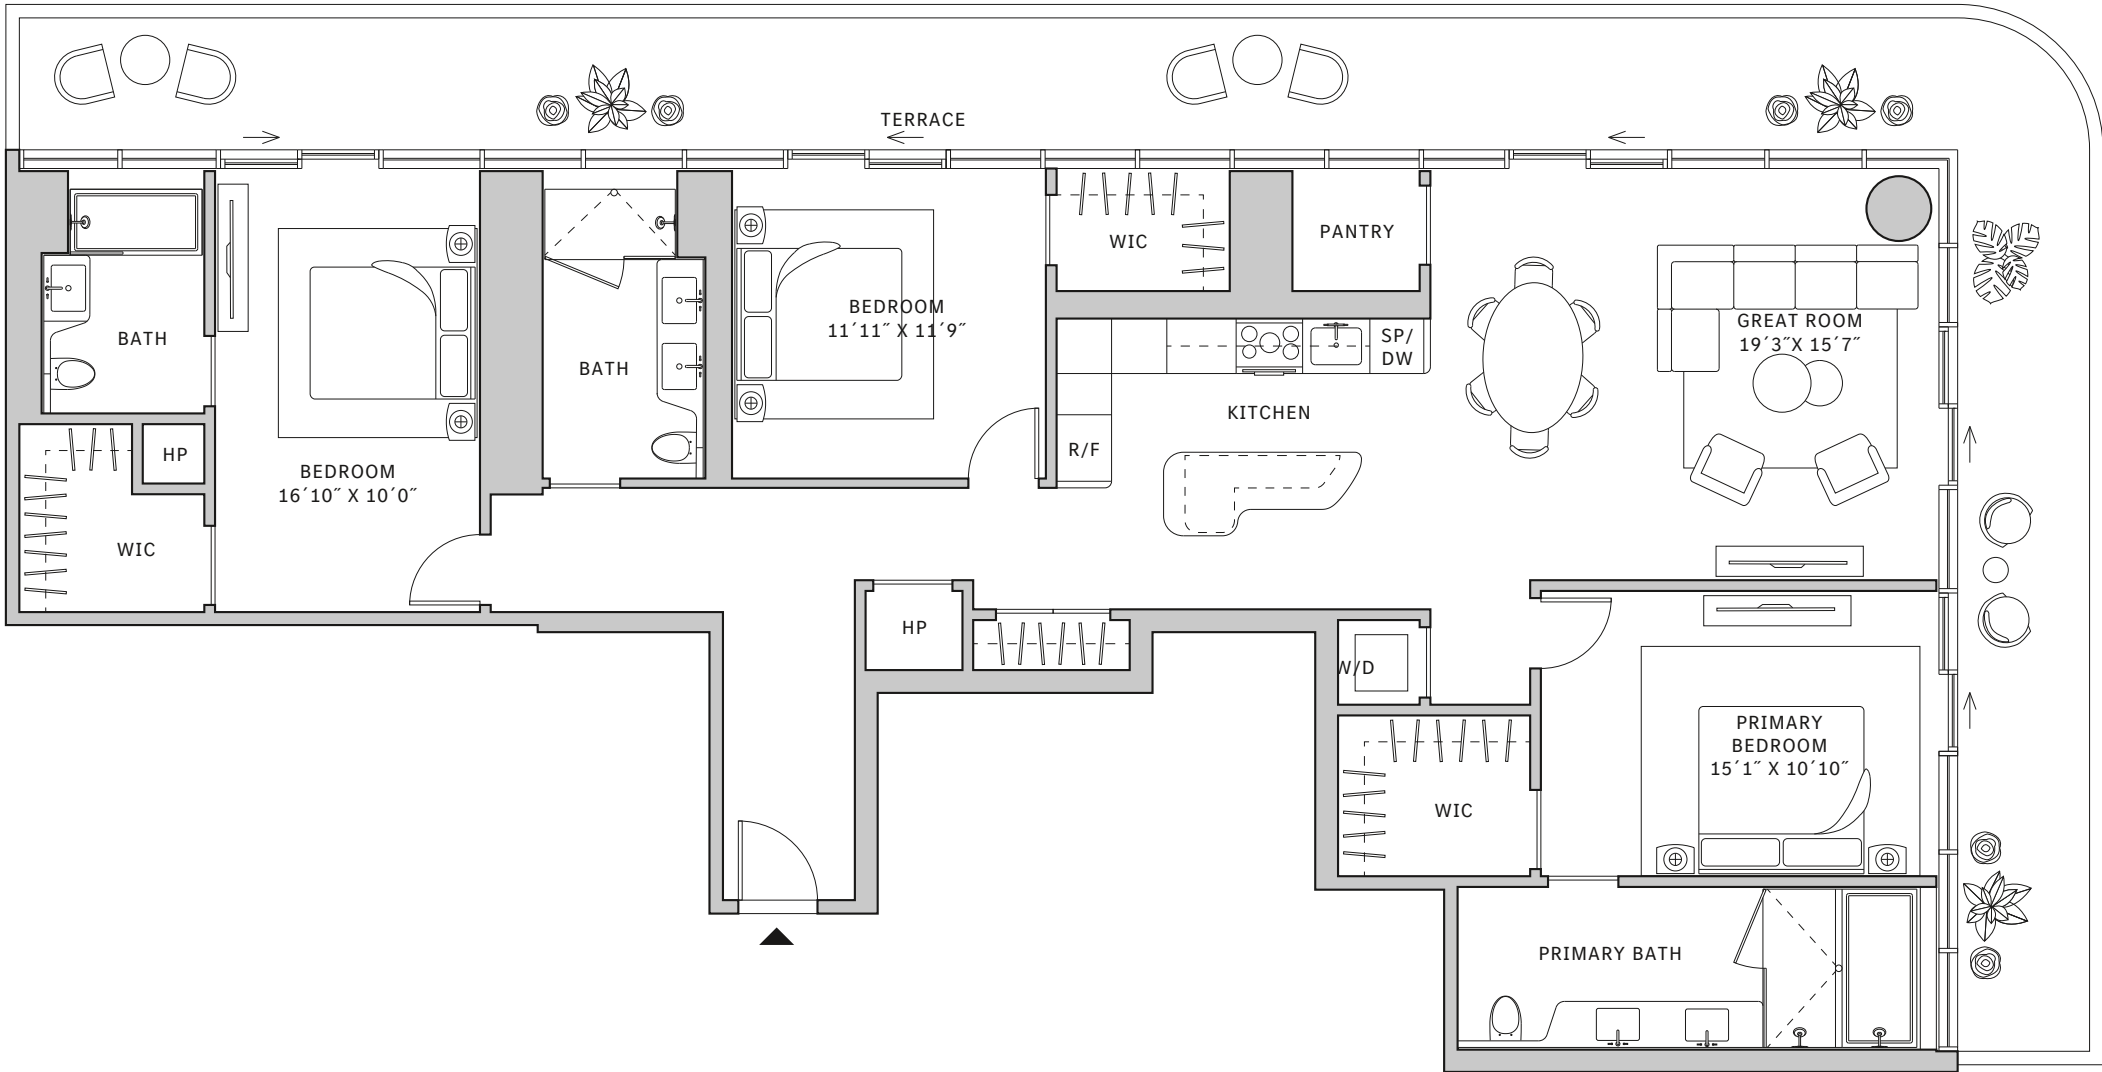 TERRACE
BATH
HP
WIC
BEDROOM
16´10˝ X 10´0˝
BATH
BEDROOM
11´11˝ X 11´9˝
WIC
PANTRY
SP/
DW
KITCHEN
R/F
GREAT ROOM
19´3˝X 15´7˝
HP
W/D
WIC
PRIMARY
BEDROOM
15´1˝ X 10´10˝
PRIMARY BATH